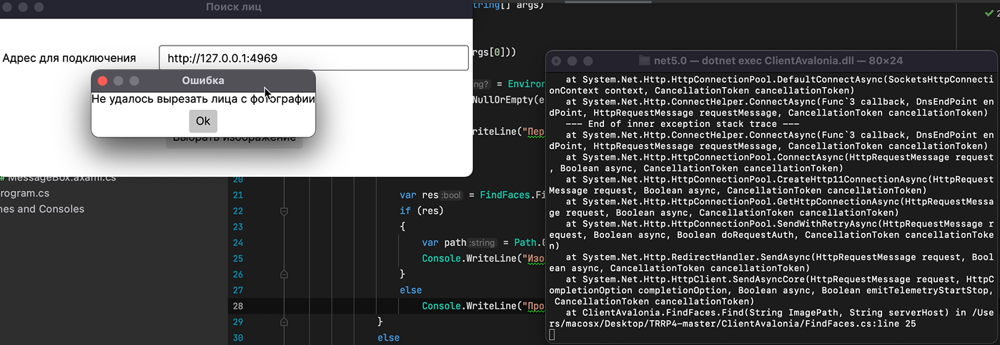 Поиск лиц
Адрес для подключения
http://127.0.0.1:4969
Ошибка
Не удалось вырезать лица с фотографии
Ok
Выбрать изображение
# MessageBox.axaml.cs
rogram.cs
nes and Consoles
tring[] args)
rgs[0]))
ng? = Environ
NullOrEmpty(e
riteLine("Пер
20
21 var res :bool = FindFaces.Fi
22 if (res)
23 {
24 var path :string = Path.G
25 Console.WriteLine("Изо
26 }
27 else
28 Console.WriteLine("Про
29 }
30 else
2
net5.0 — dotnet exec ClientAvalonia.dll — 80×24
at System.Net.Http.HttpConnectionPool.DefaultConnectAsync(SocketsHttpConnecti
onContext context, CancellationToken cancellationToken)
at System.Net.Http.ConnectHelper.ConnectAsync(Func`3 callback, DnsEndPoint en
dPoint, HttpRequestMessage requestMessage, CancellationToken cancellationToken)
--- End of inner exception stack trace ---
at System.Net.Http.ConnectHelper.ConnectAsync(Func`3 callback, DnsEndPoint en
dPoint, HttpRequestMessage requestMessage, CancellationToken cancellationToken)
at System.Net.Http.HttpConnectionPool.ConnectAsync(HttpRequestMessage request
, Boolean async, CancellationToken cancellationToken)
at System.Net.Http.HttpConnectionPool.CreateHttp11ConnectionAsync(HttpRequest
Message request, Boolean async, CancellationToken cancellationToken)
at System.Net.Http.HttpConnectionPool.GetHttpConnectionAsync(HttpRequestMessa
ge request, Boolean async, CancellationToken cancellationToken)
at System.Net.Http.HttpConnectionPool.SendWithRetryAsync(HttpRequestMessage r
equest, Boolean async, Boolean doRequestAuth, CancellationToken cancellationToke
n)
at System.Net.Http.RedirectHandler.SendAsync(HttpRequestMessage request, Bool
ean async, CancellationToken cancellationToken)
at System.Net.Http.HttpClient.SendAsyncCore(HttpRequestMessage request, HttpC
ompletionOption completionOption, Boolean async, Boolean emitTelemetryStartStop,
CancellationToken cancellationToken)
at ClientAvalonia.FindFaces.Find(String ImagePath, String serverHost) in /Use
rs/macosx/Desktop/TRRP4-master/ClientAvalonia/FindFaces.cs:line 25